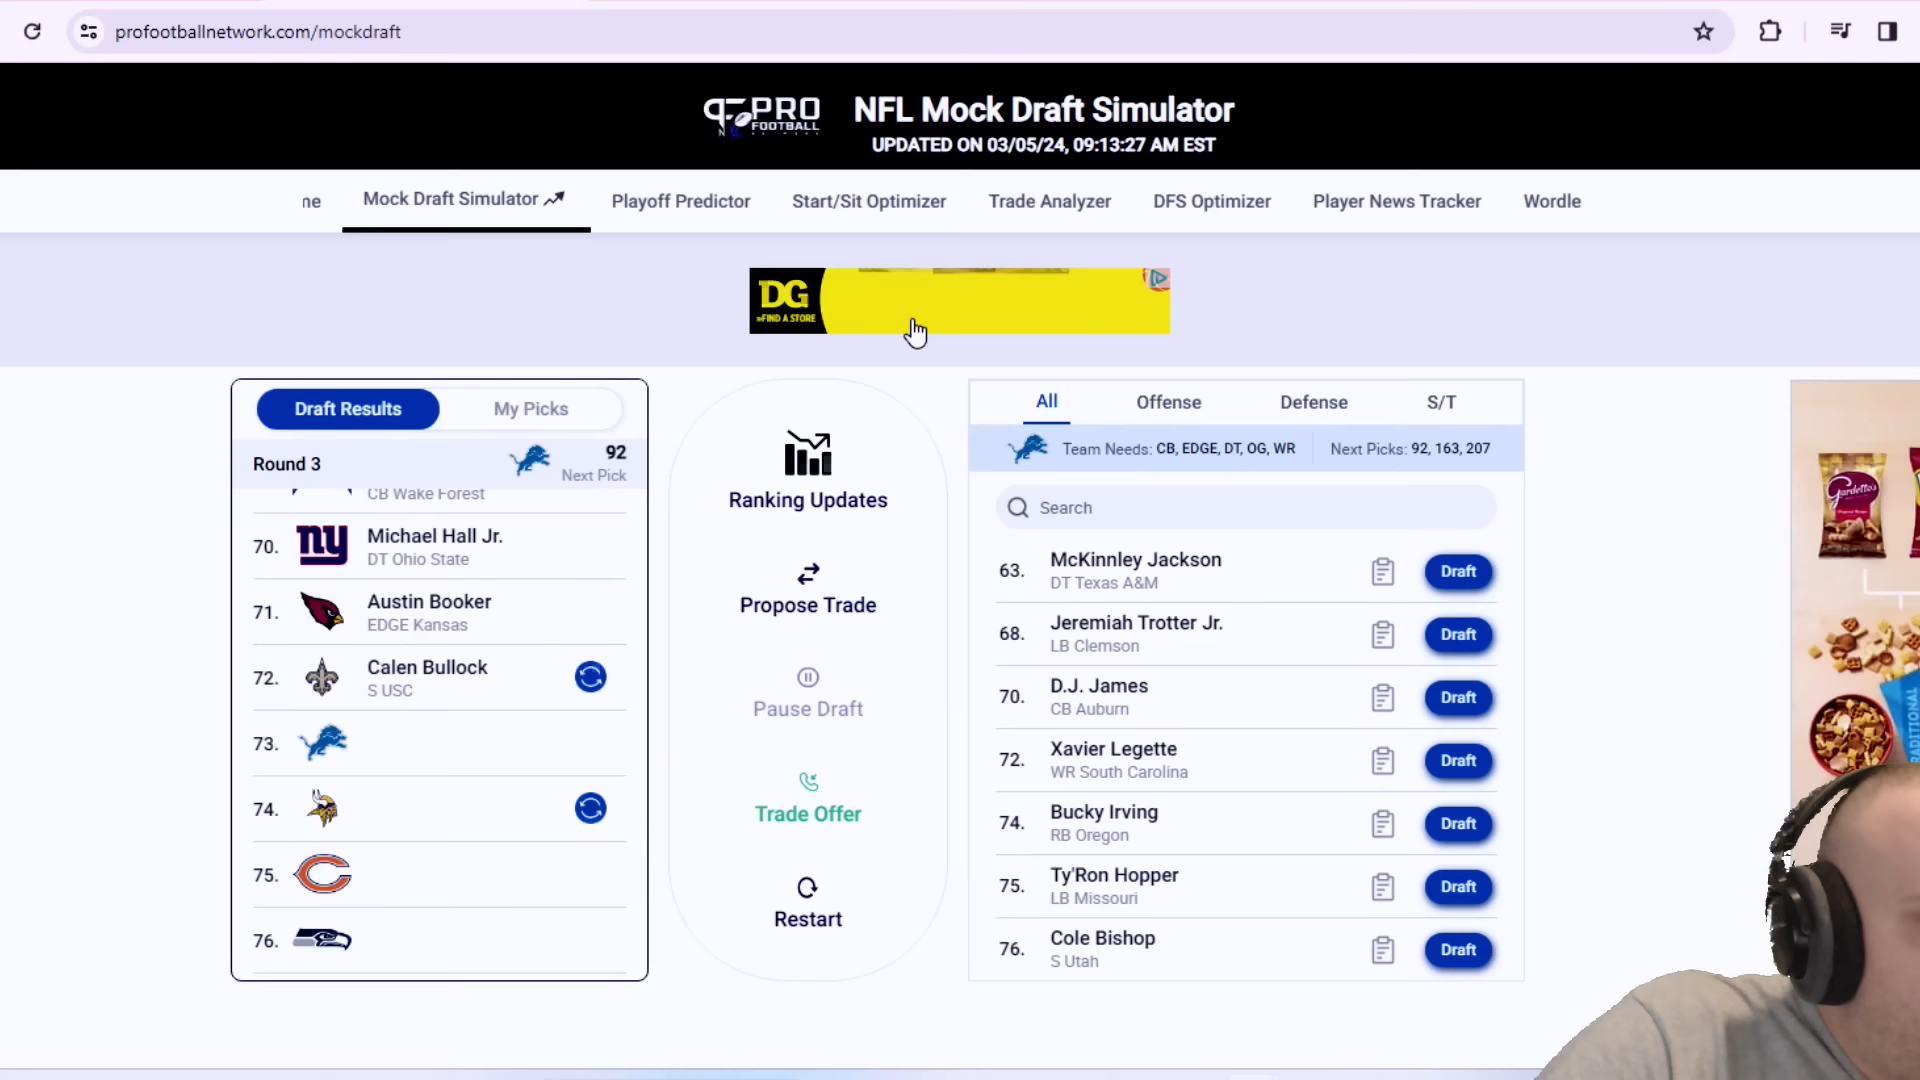 profootballnetwork.com/mockdraft
PRO
FOOTBALL
NFL Mock Draft Simulator
UPDATED ON 03/05/24, 09:13:27 AM EST
ne
Mock Draft Simulator
Playoff Predictor
Start/Sit Optimizer
Trade Analyzer
DFS Optimizer
Player News Tracker
Wordle
DG
FIND A STORE
Draft Results
My Picks
Round 3
92
Next Pick
CB Wake Forest
70.
ny
Michael Hall Jr.
DT Ohio State
71.
Austin Booker
EDGE Kansas
72.
Calen Bullock
S USC
73.
74.
75.
76.
Ranking Updates
Propose Trade
Pause Draft
Trade Offer
Restart
All
Offense
Defense
S/T
Team Needs: CB, EDGE, DT, OG, WR
Next Picks: 92, 163, 207
Search
63.
McKinnley Jackson
DT Texas A&M
Draft
68.
Jeremiah Trotter Jr.
LB Clemson
Draft
70.
D.J. James
CB Auburn
Draft
72.
Xavier Legette
WR South Carolina
Draft
74.
Bucky Irving
RB Oregon
Draft
75.
Ty'Ron Hopper
LB Missouri
Draft
76.
Cole Bishop
S Utah
Draft
Gardetto's